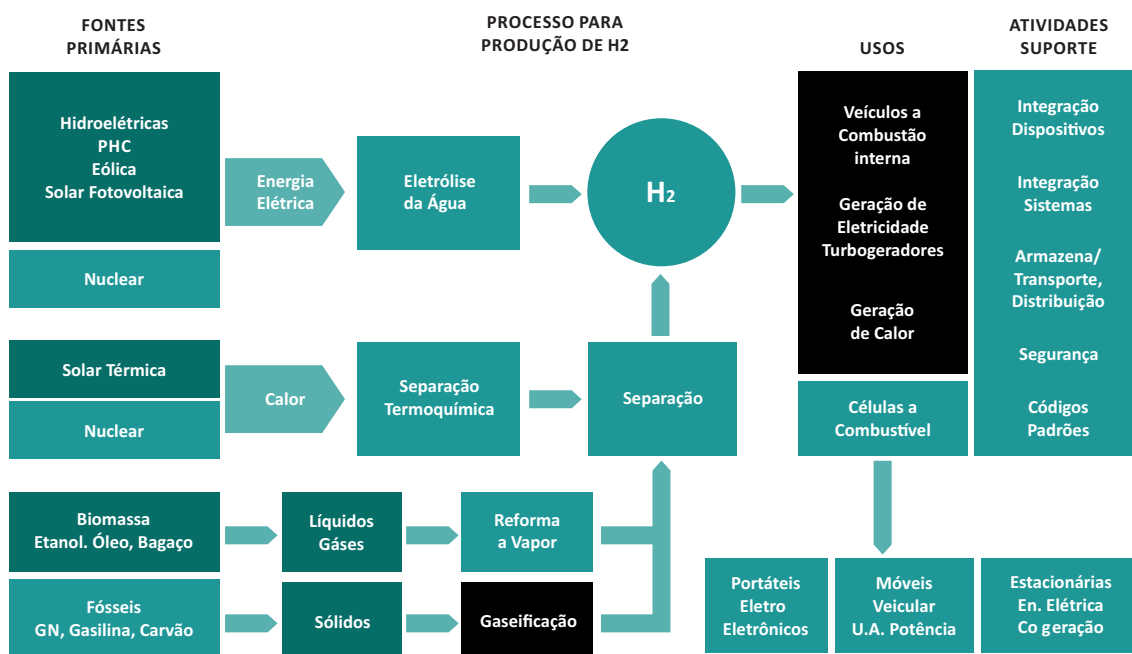 FONTES
PRIMÁRIAS
PROCESSO PARA
PRODUÇÃO DE H2
USOS
ATIVIDADES
SUPORTE
Hidroelétricas
PHC
Eólica
Solar Fotovoltaica
Nuclear
Energia
Elétrica
Eletrólise
da Água
H2
Veículos a
Combustão
interna
Geração de
Eletricidade
Turbogeradores
Geração
de Calor
Integração
Dispositivos
Integração
Sistemas
Armazena/
Transporte,
Distribuição
Segurança
Códigos
Padrões
Solar Térmica
Nuclear
Calor
Separação
Termoquímica
Separação
Células a
Combustível
Biomassa
Etanol. Óleo, Bagaço
Líquidos
Gáses
Reforma
a Vapor
Fósseis
GN, Gasilina, Carvão
Sólidos
Gaseificação
Portáteis
Eletro
Eletrônicos
Móveis
Veicular
U.A. Potência
Estacionárias
En. Elétrica
Co geração